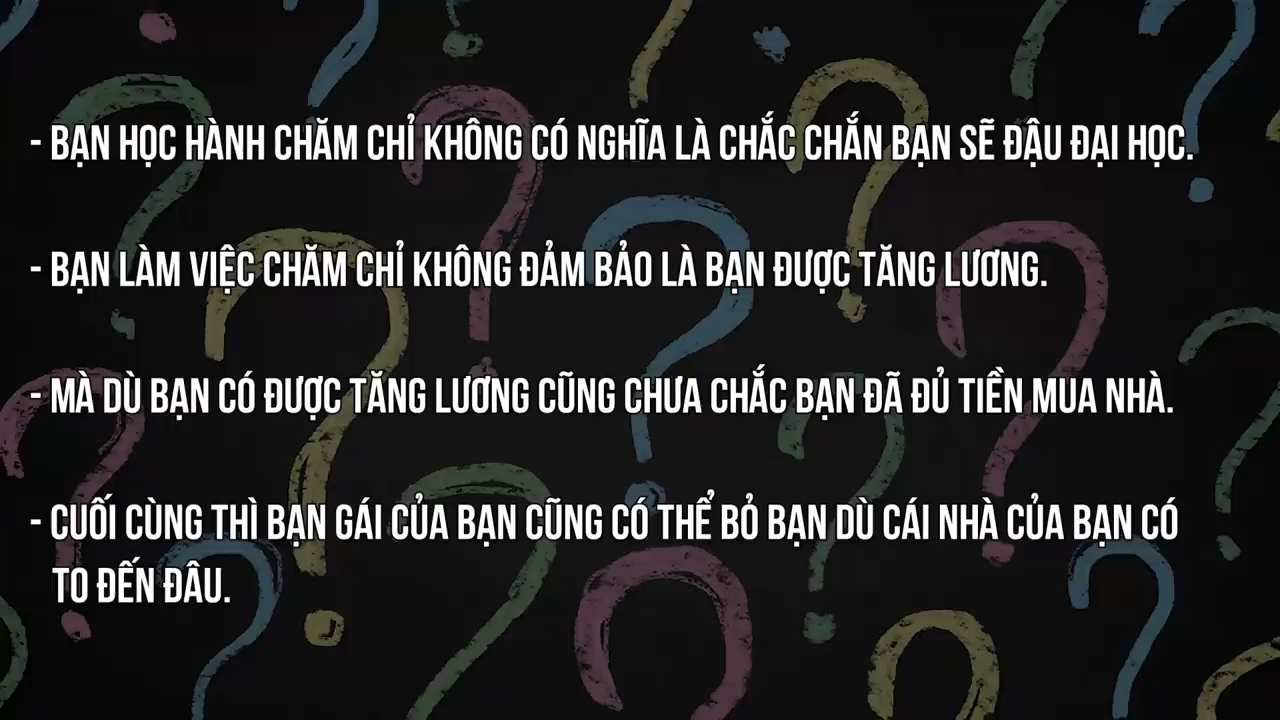 - BẠN HỌC HÀNH CHĂM CHỈ KHÔNG CÓ NGHĨA LÀ CHẮC CHẮN BẠN SẼ ĐẬU ĐẠI HỌC.
- BẠN LÀM VIỆC CHĂM CHỈ KHÔNG ĐẢM BẢO LÀ BẠN ĐƯỢC TĂNG LƯƠNG.
- MÀ DÙ BẠN CÓ ĐƯỢC TĂNG LƯƠNG CŨNG CHƯA CHẮC BẠN ĐÃ ĐỦ TIỀN MUA NHÀ.
- CUỐI CÙNG THÌ BẠN GÁI CỦA BẠN CŨNG CÓ THỂ BỎ BẠN DÙ CÁI NHÀ CỦA BẠN CÓ
TO ĐẾN ĐÂU.